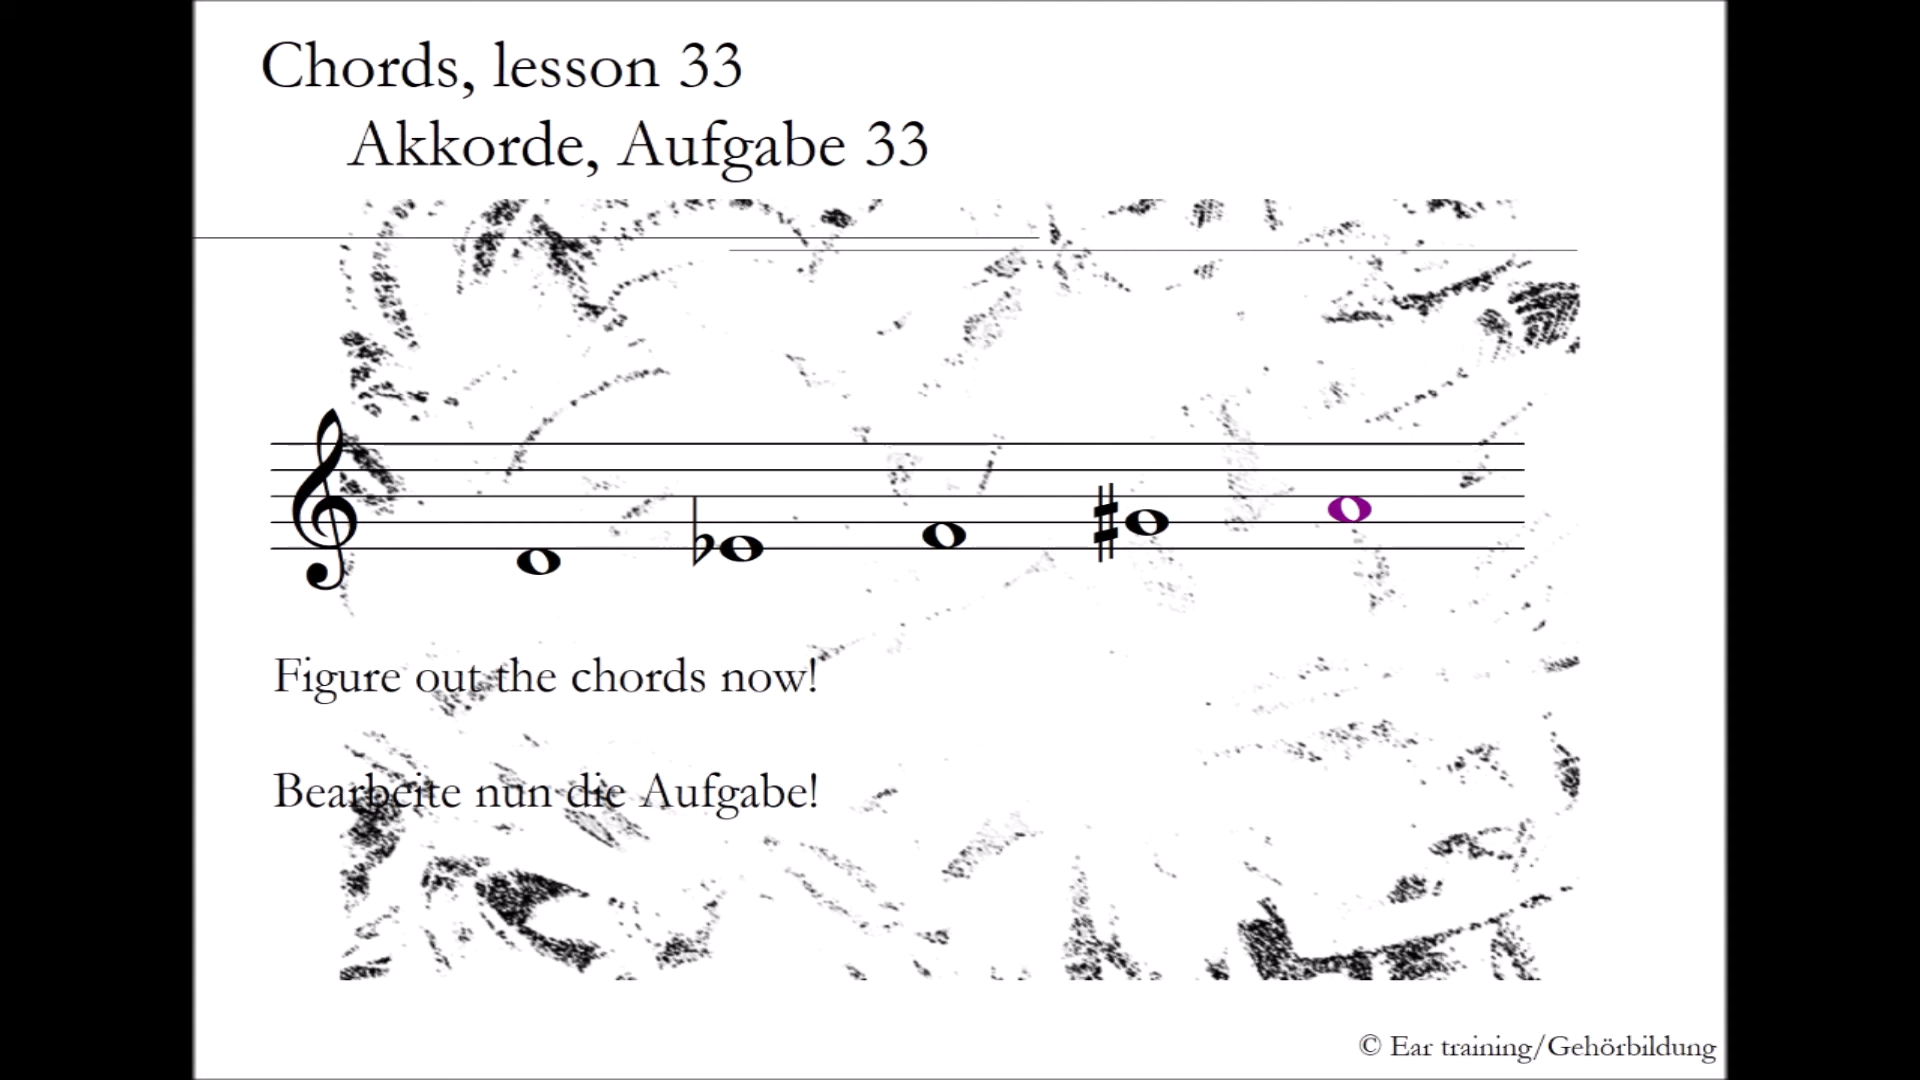 Chords, lesson 33
Akkorde, Aufgabe 33
Figure out the chords now!
Bearbeite nun die Aufgabe!
© Ear training/Gehörbildung